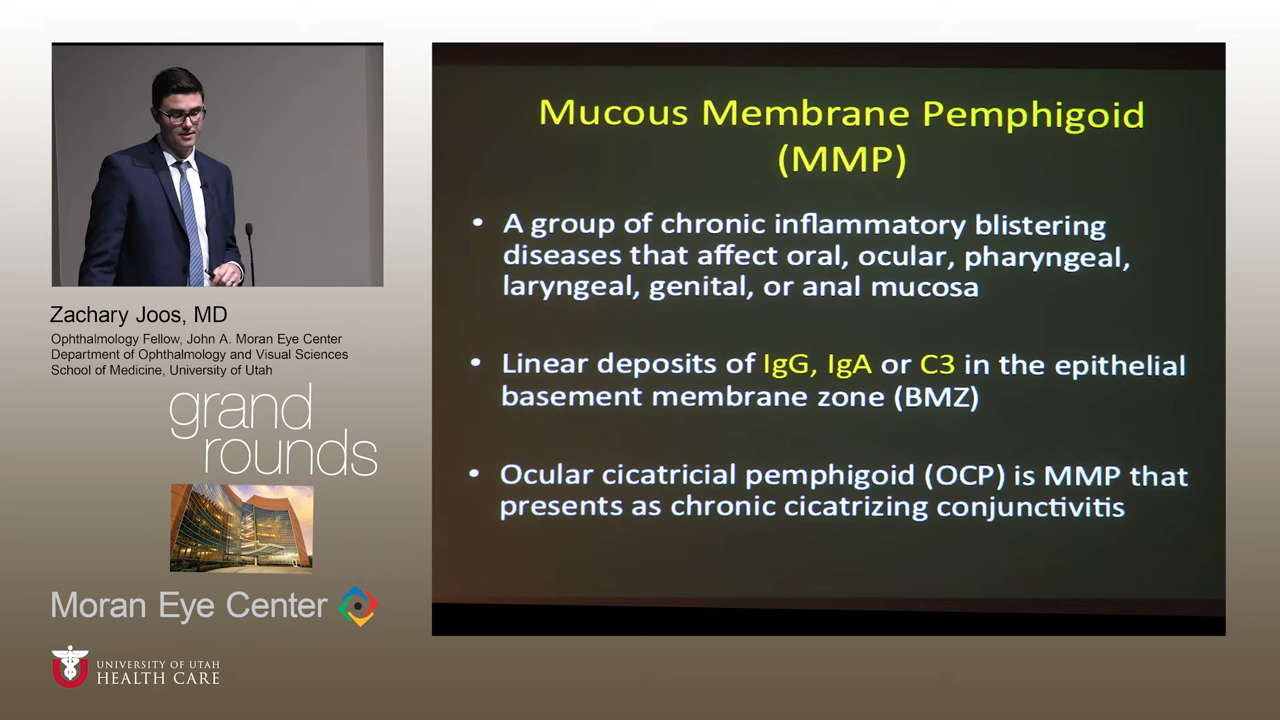 Zachary Joos, MD
Ophthalmology Fellow, John A. Moran Eye Center
Department of Ophthalmology and Visual Sciences
School of Medicine, University of Utah
grand
rounds
Moran Eye Center
UNIVERSITY OF UTAH
HEALTH CARE
Mucous Membrane Pemphigoid
(MMP)
• A group of chronic inflammatory blistering
diseases that affect oral, ocular, pharyngeal,
laryngeal, genital, or anal mucosa
• Linear deposits of IgG, IgA or C3 in the epithelial
basement membrane zone (BMZ)
• Ocular cicatricial pemphigoid (OCP) is MMP that
presents as chronic cicatrizing conjunctivitis